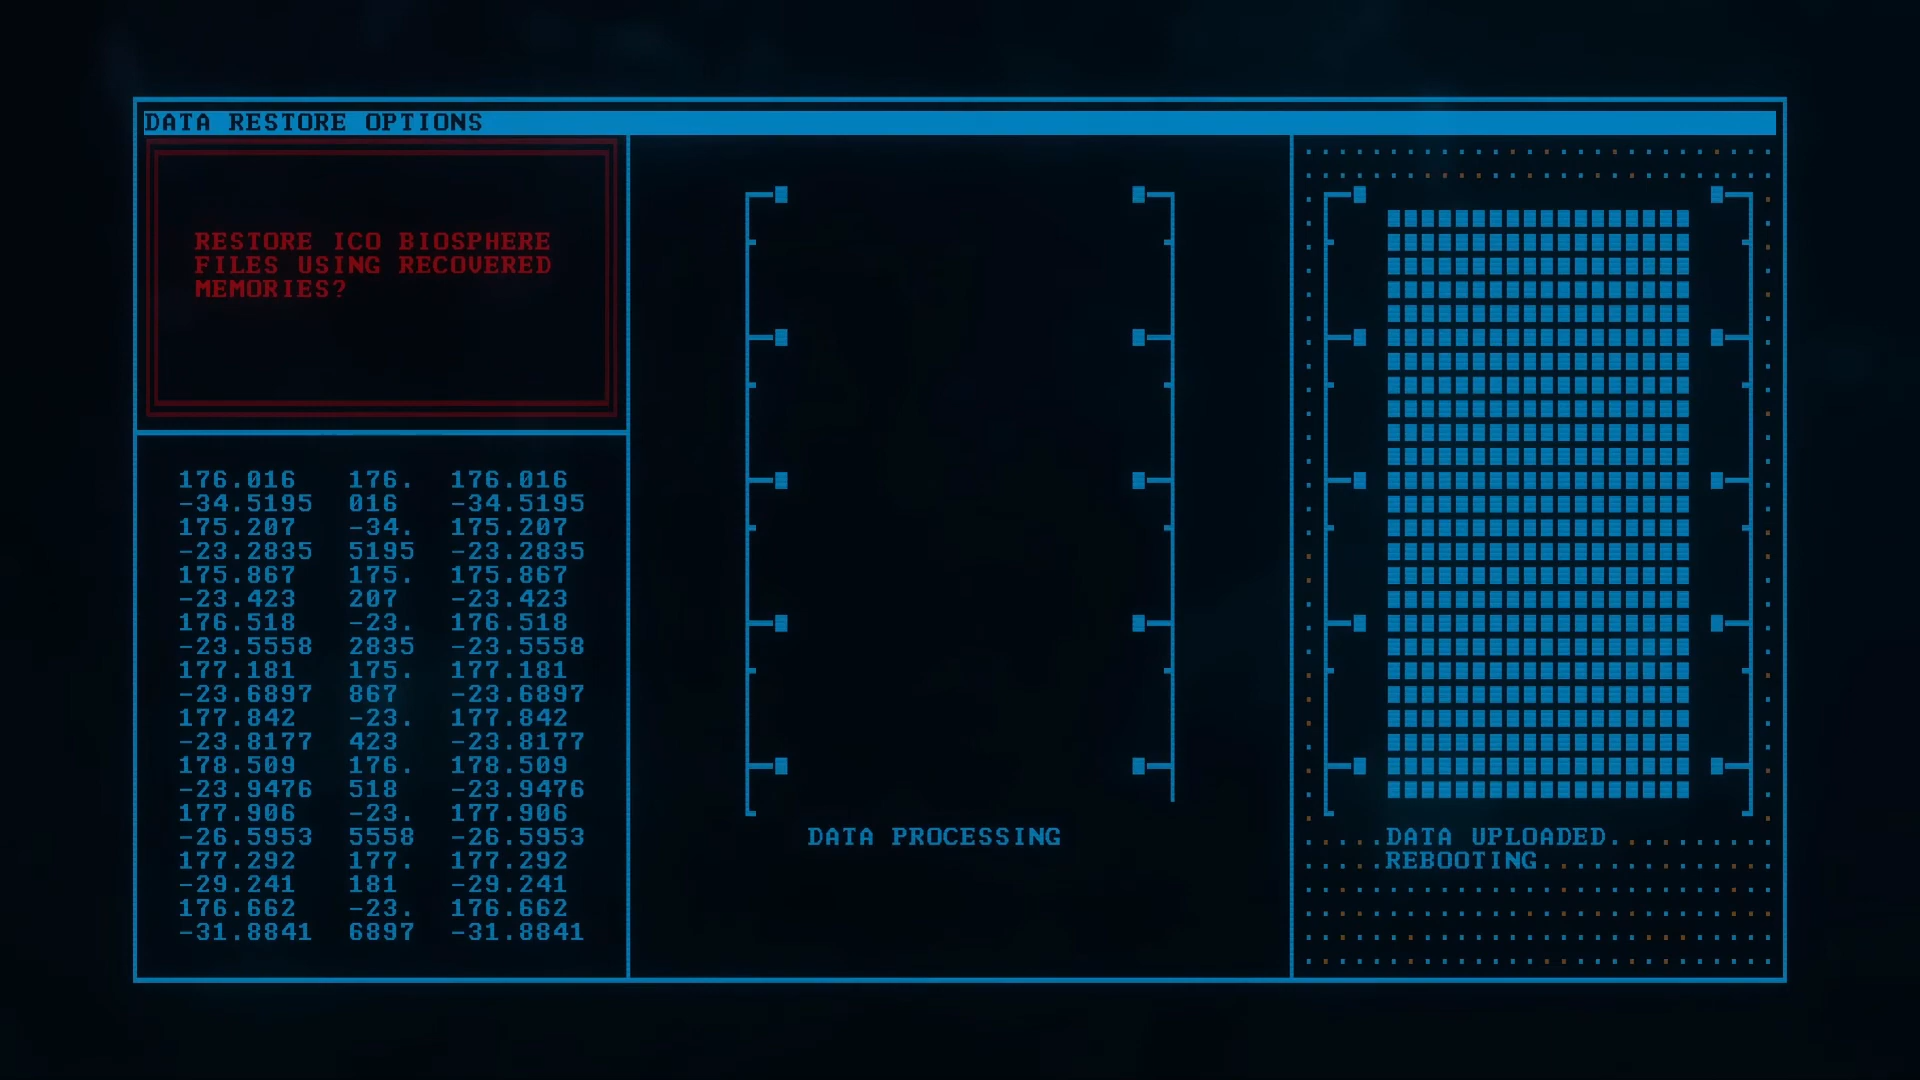 DATA RESTORE OPTIONS
RESTORE ICO BIOSPHERE
FILES USING RECOVERED
MEMORIES?
176.016 176. 176.016
-34.5195 016 -34.5195
175.207 -34. 175.207
-23.2835 5195 -23.2835
175.867 175. 175.867
-23.423 207 -23.423
176.518 -23. 176.518
-23.5558 2835 -23.5558
177.181 175. 177.181
-23.6897 867 -23.6897
177.842 -23. 177.842
-23.8177 423 -23.8177
178.509 176. 178.509
-23.9476 518 -23.9476
177.906 -23. 177.906
-26.5953 5558 -26.5953
177.292 177. 177.292
-29.241 181 -29.241
176.662 -23. 176.662
-31.8841 6897 -31.8841
DATA PROCESSING
DATA UPLOADED
REBOOTING